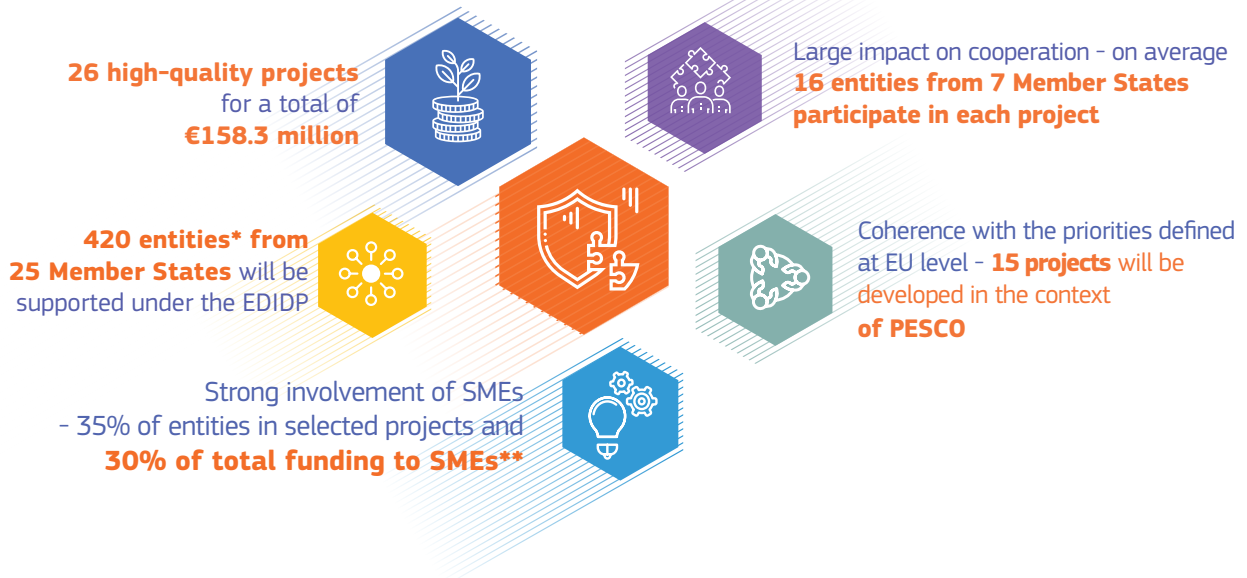 26 high-quality projects
for a total of
€158.3 million
Large impact on cooperation - on average
16 entities from 7 Member States
participate in each project
420 entities* from
25 Member States will be
supported under the EDIDP
Coherence with the priorities defined
at EU level - 15 projects will be
developed in the context
of PESCO
Strong involvement of SMEs
- 35% of entities in selected projects and
30% of total funding to SMEs**